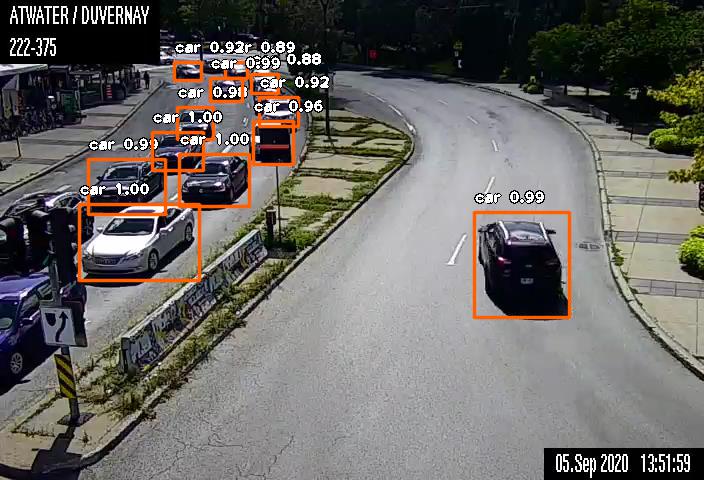 ATWATER / DUVERNAY
222-375
car 0.92
r 0.89
0.99
0.88
car 0.92
car 0.98
car 0.96
car 1.00
car 0.99
car 1.00
car 1.00
car 0.99
05.Sep 2020 13:51:59